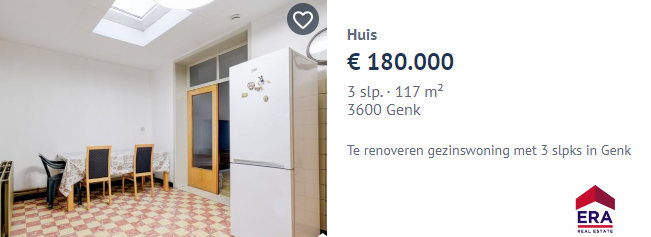 Huis
€ 180.000
3 slp. · 117 m²
3600 Genk
Te renoveren gezinswoning met 3 slpks in Genk
ERA
REAL ESTATE